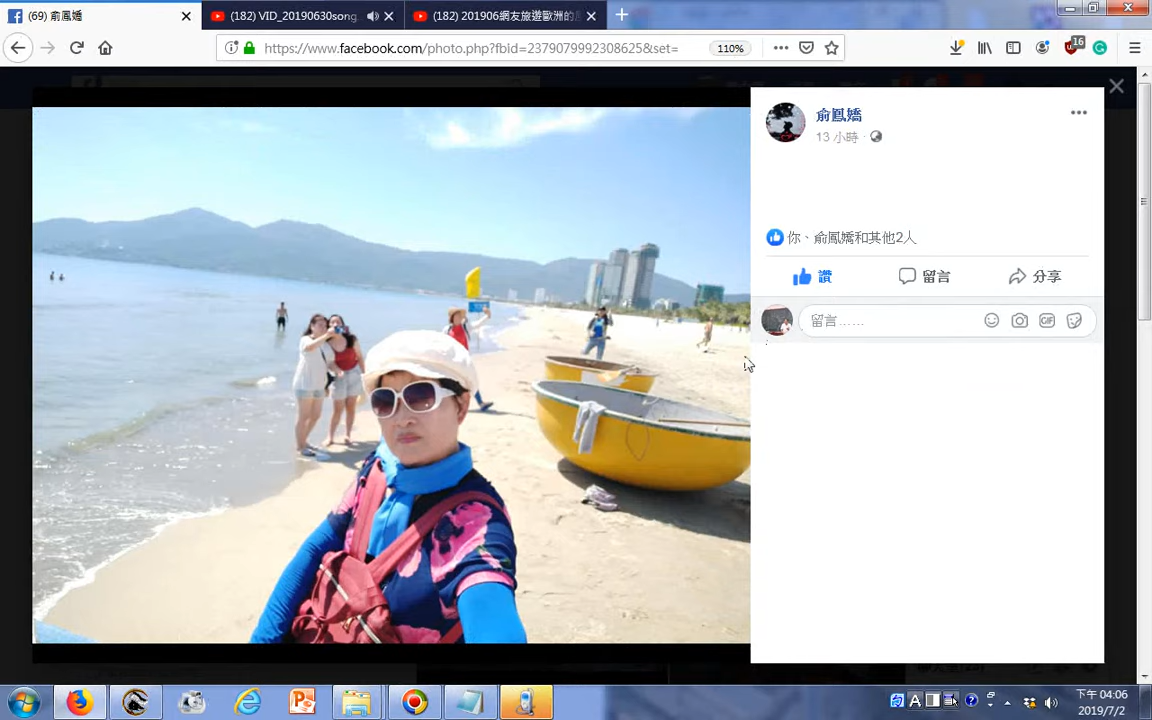 (69) 俞鳳嬌
(182) VID_20190630song
(182) 201906網友旅遊歐洲的
https://www.facebook.com/photo.php?fbid=2379079992308625&set=
110%
16
俞鳳嬌
13 小時
你、俞鳳嬌和其他2人
讚
留言
分享
留言……
GIF
A
下午 04:06
2019/7/2